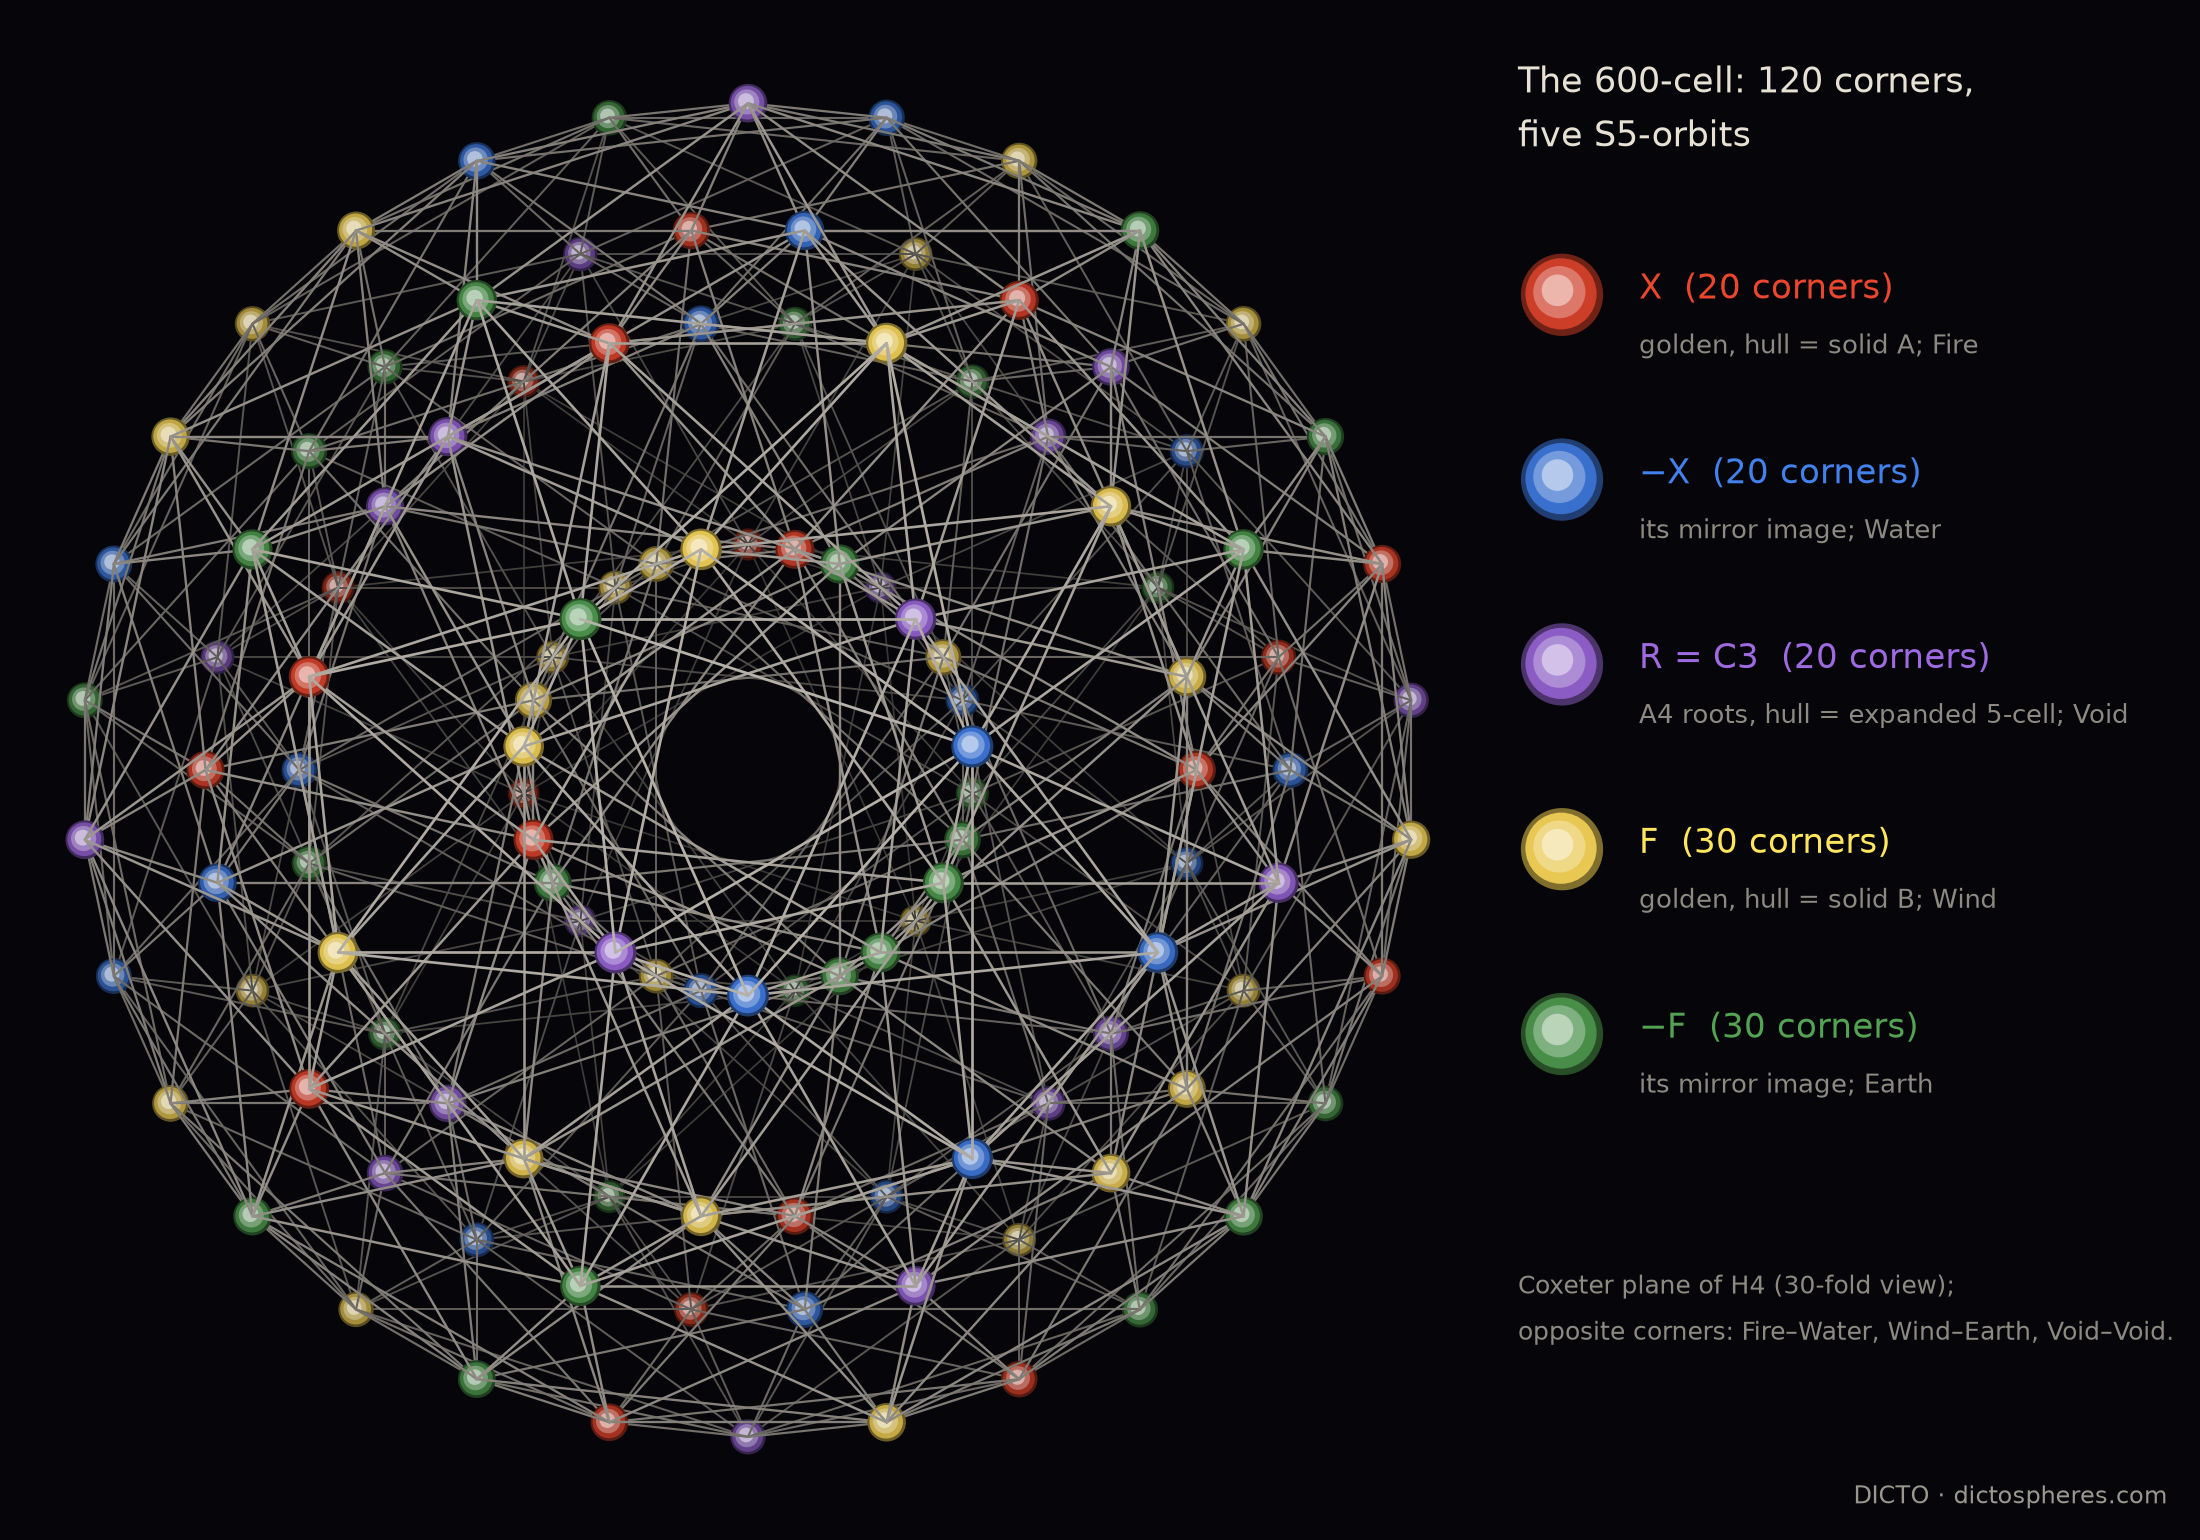 The 600-cell: 120 corners,
five S5-orbits
X (20 corners)
golden, hull = solid A; Fire
−X (20 corners)
its mirror image; Water
R = C3 (20 corners)
A4 roots, hull = expanded 5-cell; Void
F (30 corners)
golden, hull = solid B; Wind
−F (30 corners)
its mirror image; Earth
Coxeter plane of H4 (30-fold view);
opposite corners: Fire–Water, Wind–Earth, Void–Void.
DICTO · dictospheres.com